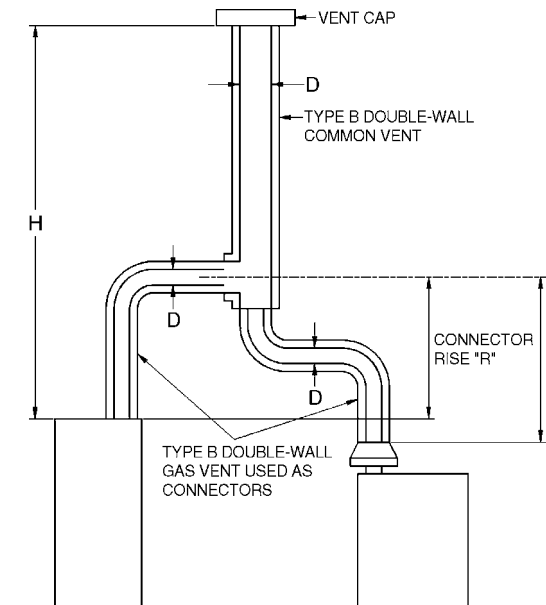 VENT CAP
D
TYPE B DOUBLE-WALL
COMMON VENT
H
D
CONNECTOR
RISE "R"
D
TYPE B DOUBLE-WALL
GAS VENT USED AS
CONNECTORS